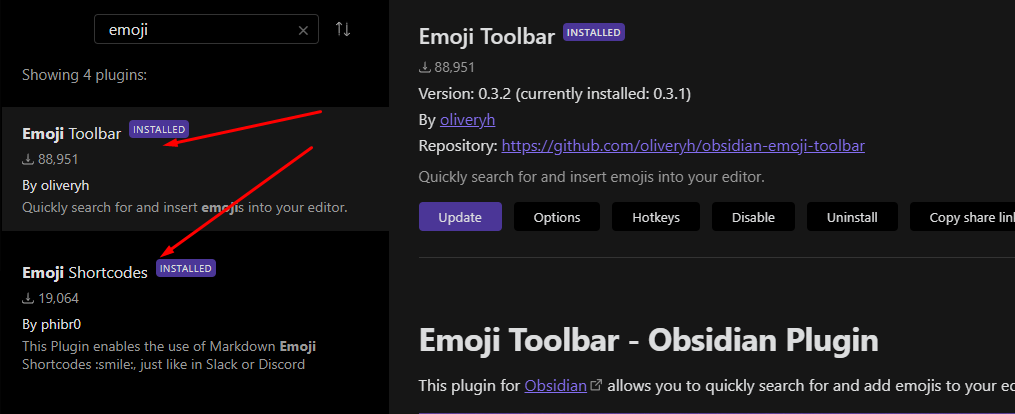 emoji
Showing 4 plugins:
Emoji Toolbar INSTALLED
88,951
By oliveryh
Quickly search for and insert emojis into your editor.
Emoji Shortcodes INSTALLED
19,064
By phibr0
This Plugin enables the use of Markdown Emoji
Shortcodes :smile:, just like in Slack or Discord
Emoji Toolbar INSTALLED
88,951
Version: 0.3.2 (currently installed: 0.3.1)
By oliveryh
Repository: https://github.com/oliveryh/obsidian-emoji-toolbar
Quickly search for and insert emojis into your editor.
Update Options Hotkeys Disable Uninstall Copy share link
Emoji Toolbar - Obsidian Plugin
This plugin for Obsidian allows you to quickly search for and add emojis to your